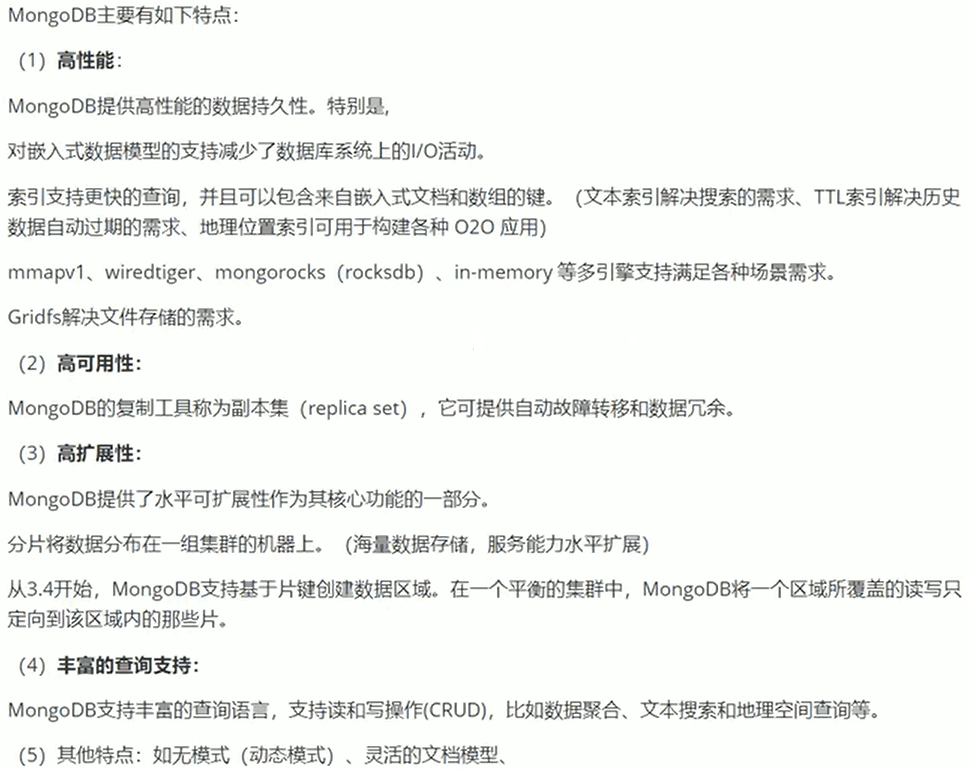 MongoDB主要有如下特点：
（1）高性能：
MongoDB提供高性能的数据持久性。特别是,
对嵌入式数据模型的支持减少了数据库系统上的I/O活动。
索引支持更快的查询，并且可以包含来自嵌入式文档和数组的键。（文本索引解决搜索的需求、TTL索引解决历史
数据自动过期的需求、地理位置索引可用于构建各种 O2O 应用）
mmapv1、wiredtiger、mongorocks（rocksdb）、in-memory 等多引擎支持满足各种场景需求。
Gridfs解决文件存储的需求。
（2）高可用性：
MongoDB的复制工具称为副本集（replica set），它可提供自动故障转移和数据冗余。
（3）高扩展性：
MongoDB提供了水平可扩展性作为其核心功能的一部分。
分片将数据分布在一组集群的机器上。（海量数据存储，服务能力水平扩展）
从3.4开始，MongoDB支持基于片键创建数据区域。在一个平衡的集群中，MongoDB将一个区域所覆盖的读写只
定向到该区域内的那些片。
（4）丰富的查询支持：
MongoDB支持丰富的查询语言，支持读和写操作(CRUD)，比如数据聚合、文本搜索和地理空间查询等。
（5）其他特点：如无模式（动态模式）、灵活的文档模型、